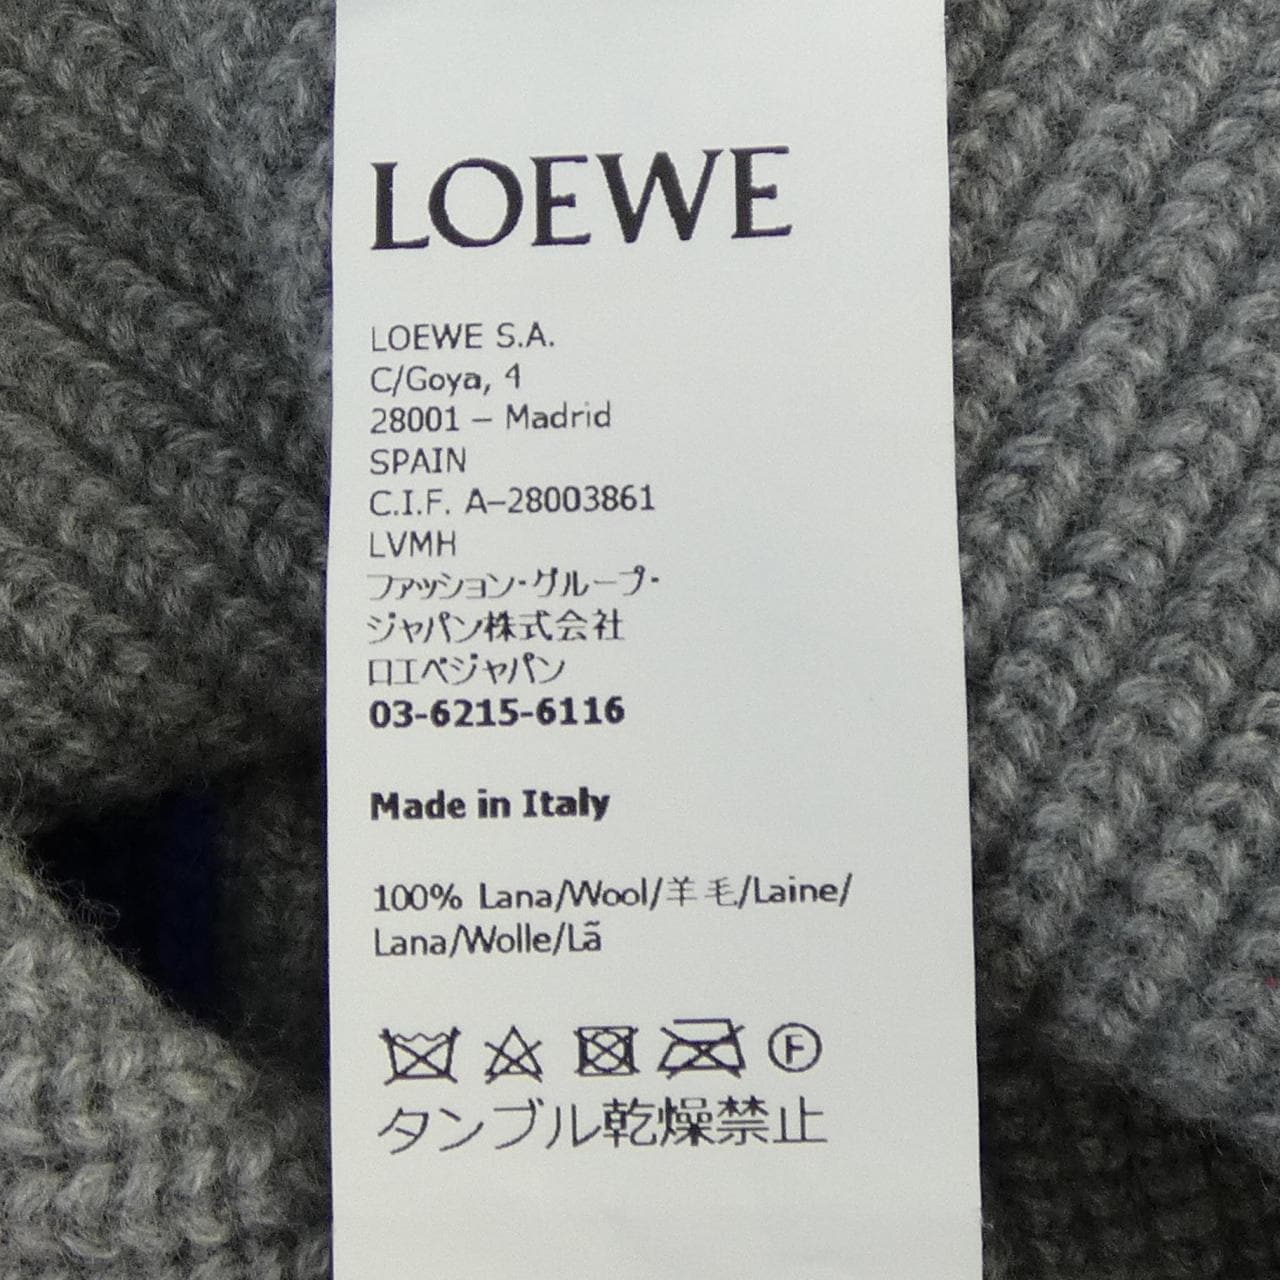 LOEWE
LOEWE S.A.
C/Goya, 4
28001 – Madrid
SPAIN
C.I.F. A–28003861
LVMH
ファッション・グループ・
ジャパン株式会社
ロエベジャパン
03-6215-6116
Made in Italy
100% Lana/Wool/羊毛/Laine/
Lana/Wolle/Lã
F
タンブル乾燥禁止